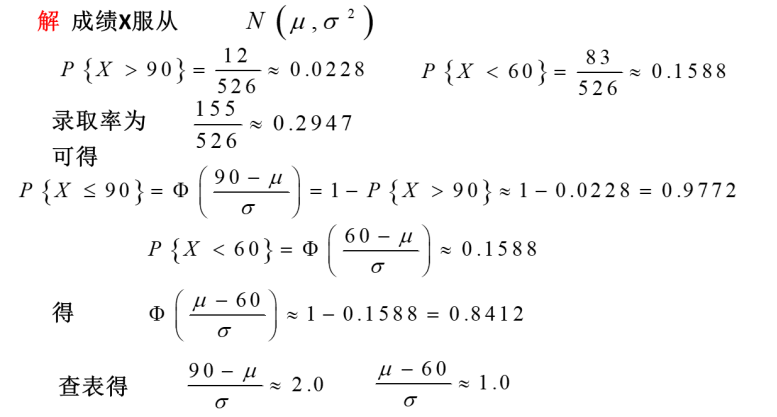 解 成绩X服从 N(μ,σ²)
P{X > 90} = 12/526 ≈ 0.0228 P{X < 60} = 83/526 ≈ 0.1588
录取率为 155/526 ≈ 0.2947
可得
P{X ≤ 90} = Φ((90 − μ)/σ) = 1 − P{X > 90} ≈ 1 − 0.0228 = 0.9772
P{X < 60} = Φ((60 − μ)/σ) ≈ 0.1588
得 Φ((μ − 60)/σ) ≈ 1 − 0.1588 = 0.8412
查表得 (90 − μ)/σ ≈ 2.0 (μ − 60)/σ ≈ 1.0